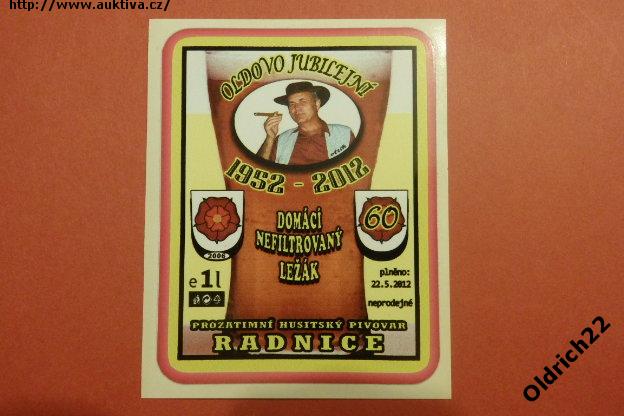 http://www.auktiva.cz/
OLDOVO JUBILEJNÍ
1952 - 2012
2006
60
DOMÁCÍ
NEFILTROVANÝ
LEŽÁK
e1l
plněno:
22.5.2012
neprodejné
PROZATIMNÍ HUSITSKÝ PIVOVAR
RADNICE
Oldrich22